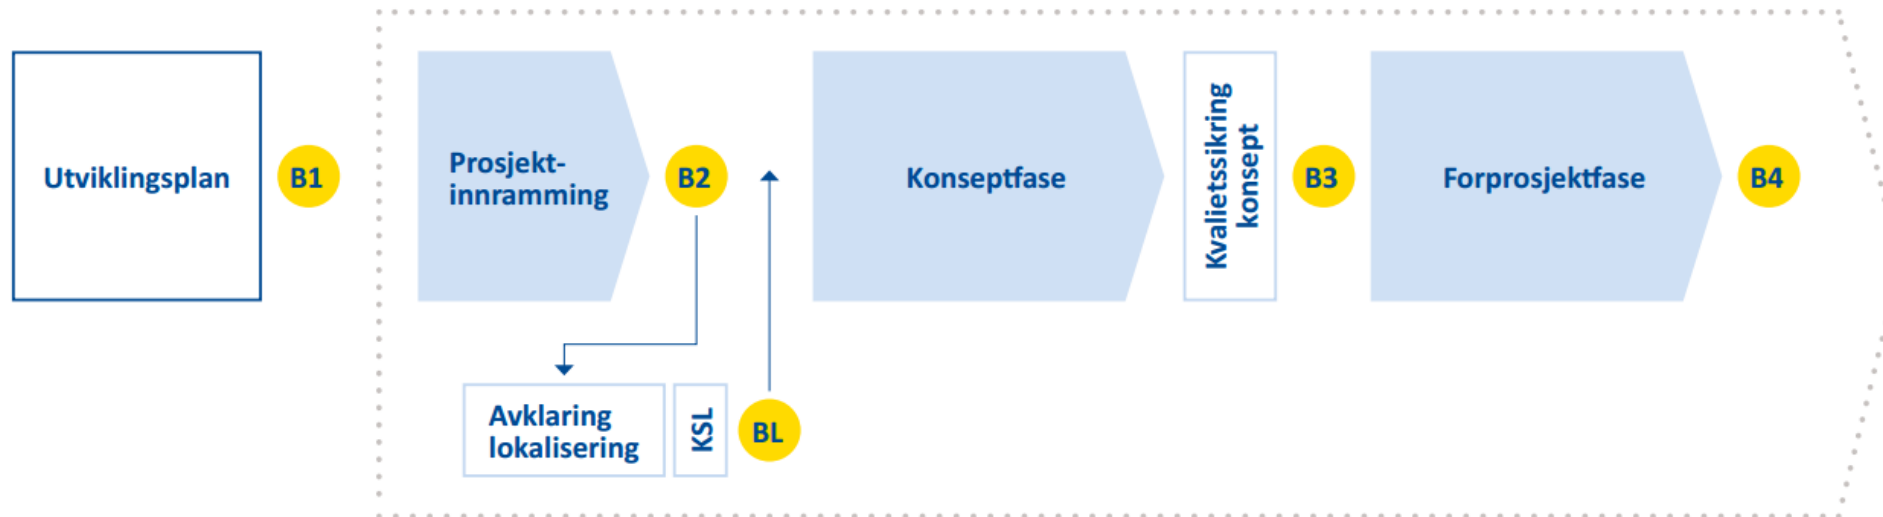 Utviklingsplan
B1
Prosjekt-
innramming
B2
Konseptfase
Kvalietssikring
konsept
B3
Forprosjektfase
B4
Avklaring
lokalisering
KSL
BL